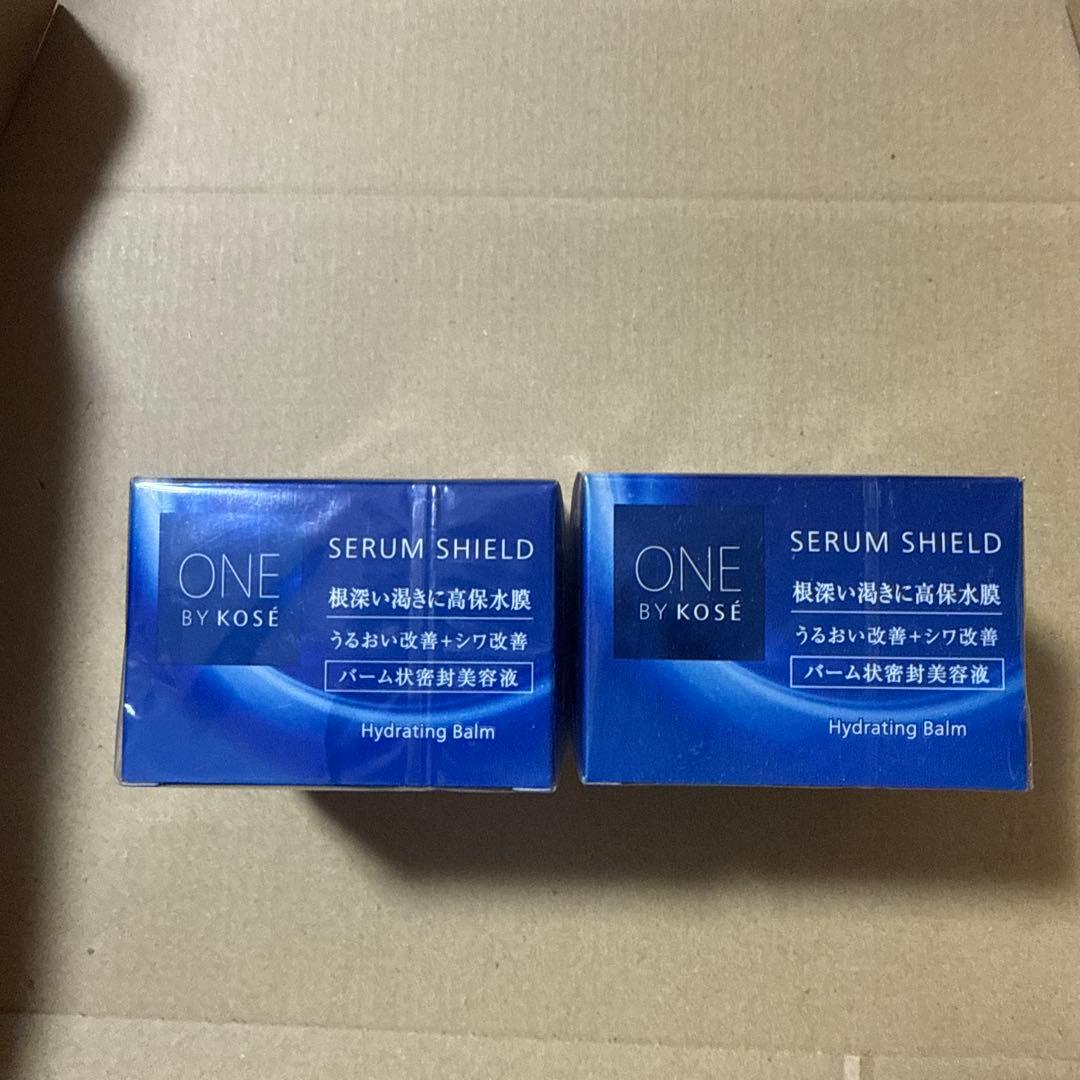 ONE
BY KOSÉ
SERUM SHIELD
根深い渇きに高保水膜
うるおい改善+シワ改善
バーム状密封美容液
Hydrating Balm
ONE
BY KOSÉ
SERUM SHIELD
根深い渇きに高保水膜
うるおい改善+シワ改善
バーム状密封美容液
Hydrating Balm